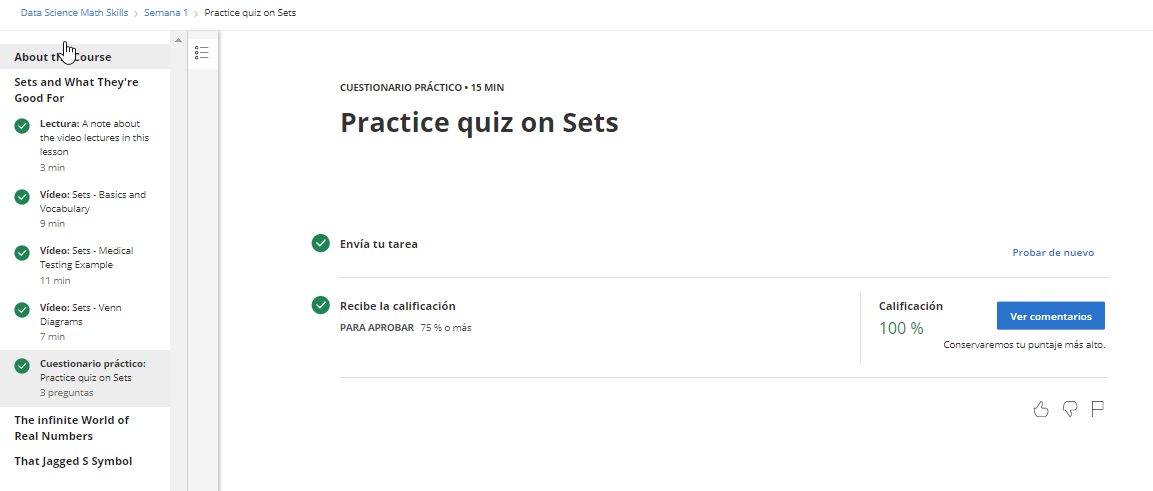 Data Science Math Skills > Semana 1 > Practice quiz on Sets
About the Course
Sets and What They're
Good For
Lectura: A note about
the video lectures in this
lesson
3 min
Vídeo: Sets - Basics and
Vocabulary
9 min
Vídeo: Sets - Medical
Testing Example
11 min
Vídeo: Sets - Venn
Diagrams
7 min
Cuestionario práctico:
Practice quiz on Sets
3 preguntas
The infinite World of
Real Numbers
That Jagged S Symbol
CUESTIONARIO PRÁCTICO • 15 MIN
Practice quiz on Sets
Envía tu tarea
Probar de nuevo
Recibe la calificación
PARA APROBAR 75 % o más
Calificación
100 %
Ver comentarios
Conservaremos tu puntaje más alto.